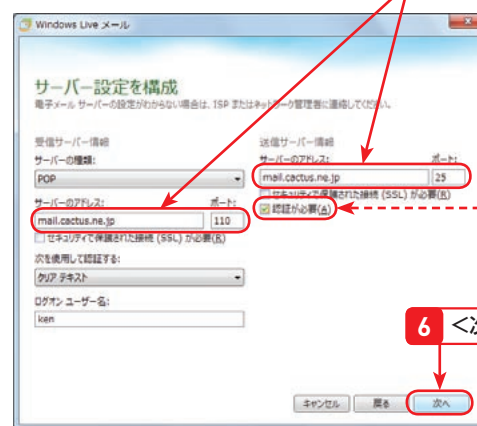 Windows Live メール
サーバー設定を構成
電子メール サーバーの設定がわからない場合は、ISP またはネットワーク管理者に連絡してください。
受信サーバー情報
サーバーの種類:
POP
サーバーのアドレス: ポート:
mail.cactus.ne.jp 110
セキュリティで保護された接続 (SSL) が必要(R)
次を使用して認証する:
クリア テキスト
ログオン ユーザー名:
ken
送信サーバー情報
サーバーのアドレス: ポート:
mail.cactus.ne.jp 25
セキュリティで保護された接続 (SSL) が必要(R)
認証が必要(A)
6 <次
キャンセル 戻る 次へ